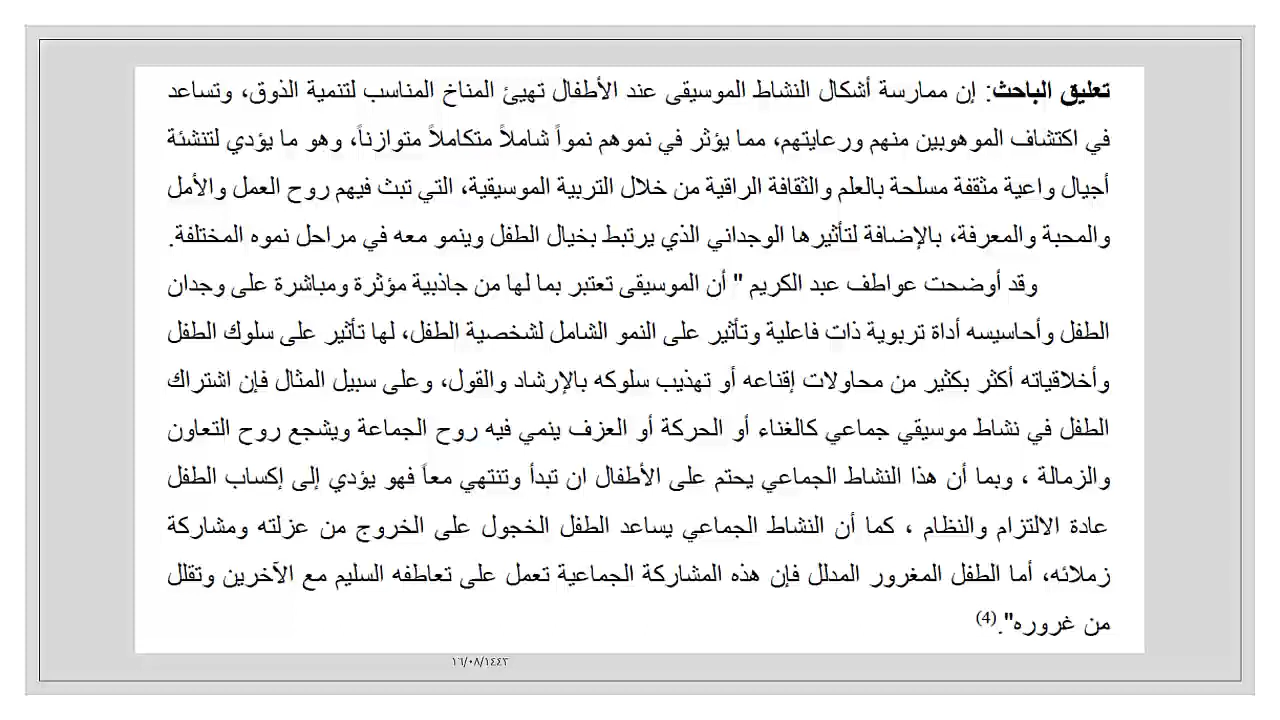 تعليق الباحث: إن ممارسة أشكال النشاط الموسيقى عند الأطفال تهيئ المناخ المناسب لتنمية الذوق، وتساعد
في اكتشاف الموهوبين منهم ورعايتهم، مما يؤثر في نموهم نمواً شاملاً متكاملاً متوازناً، وهو ما يؤدي لتنشئة
أجيال واعية مثقفة مسلحة بالعلم والثقافة الراقية من خلال التربية الموسيقية، التي تبث فيهم روح العمل والأمل
والمحبة والمعرفة، بالإضافة لتأثيرها الوجداني الذي يرتبط بخيال الطفل وينمو معه في مراحل نموه المختلفة.
وقد أوضحت عواطف عبد الكريم " أن الموسيقى تعتبر بما لها من جاذبية مؤثرة ومباشرة على وجدان
الطفل وأحاسيسه أداة تربوية ذات فاعلية وتأثير على النمو الشامل لشخصية الطفل، لها تأثير على سلوك الطفل
وأخلاقياته أكثر بكثير من محاولات إقناعه أو تهذيب سلوكه بالإرشاد والقول، وعلى سبيل المثال فإن اشتراك
الطفل في نشاط موسيقي جماعي كالغناء أو الحركة أو العزف ينمي فيه روح الجماعة ويشجع روح التعاون
والزمالة ، وبما أن هذا النشاط الجماعي يحتم على الأطفال ان تبدأ وتنتهي معاً فهو يؤدي إلى إكساب الطفل
عادة الالتزام والنظام ، كما أن النشاط الجماعي يساعد الطفل الخجول على الخروج من عزلته ومشاركة
زملائه، أما الطفل المغرور المدلل فإن هذه المشاركة الجماعية تعمل على تعاطفه السليم مع الآخرين وتقلل
من غروره".(4)
١٦/٠٨/١٤٤٣